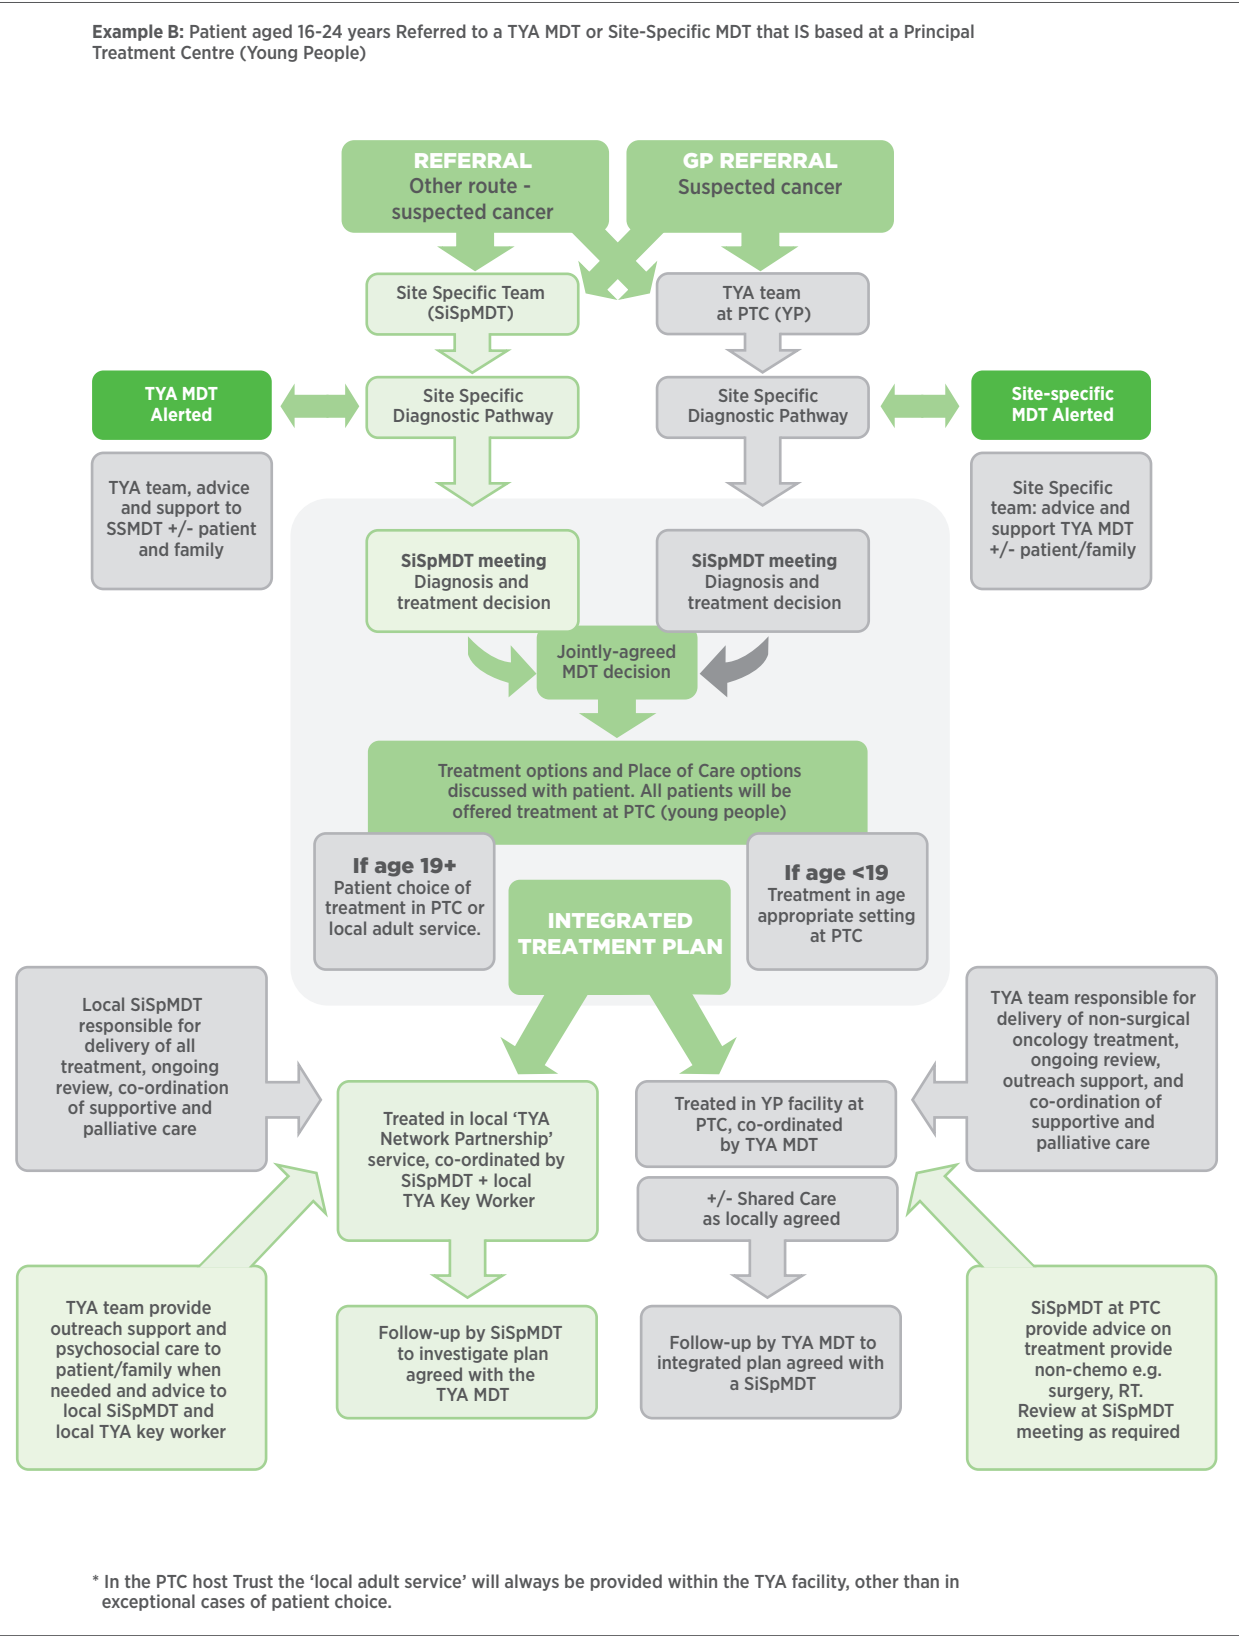 Example B: Patient aged 16-24 years Referred to a TYA MDT or Site-Specific MDT that IS based at a Principal
Treatment Centre (Young People)
REFERRAL
Other route -
suspected cancer
GP REFERRAL
Suspected cancer
Site Specific Team
(SiSpMDT)
TYA team
at PTC (YP)
TYA MDT
Alerted
Site Specific
Diagnostic Pathway
Site Specific
Diagnostic Pathway
Site-specific
MDT Alerted
TYA team, advice
and support to
SSMDT +/- patient
and family
Site Specific
team: advice and
support TYA MDT
+/- patient/family
SiSpMDT meeting
Diagnosis and
treatment decision
SiSpMDT meeting
Diagnosis and
treatment decision
Jointly-agreed
MDT decision
Treatment options and Place of Care options
discussed with patient. All patients will be
offered treatment at PTC (young people)
If age 19+
Patient choice of
treatment in PTC or
local adult service.
If age <19
Treatment in age
appropriate setting
at PTC
INTEGRATED
TREATMENT PLAN
Local SiSpMDT
responsible for
delivery of all
treatment, ongoing
review, co-ordination
of supportive and
palliative care
TYA team responsible for
delivery of non-surgical
oncology treatment,
ongoing review,
outreach support, and
co-ordination of
supportive and
palliative care
Treated in local ‘TYA
Network Partnership’
service, co-ordinated by
SiSpMDT + local
TYA Key Worker
Treated in YP facility at
PTC, co-ordinated
by TYA MDT
+/- Shared Care
as locally agreed
TYA team provide
outreach support and
psychosocial care to
patient/family when
needed and advice to
local SiSpMDT and
local TYA key worker
Follow-up by SiSpMDT
to investigate plan
agreed with the
TYA MDT
Follow-up by TYA MDT to
integrated plan agreed with
a SiSpMDT
SiSpMDT at PTC
provide advice on
treatment provide
non-chemo e.g.
surgery, RT.
Review at SiSpMDT
meeting as required
* In the PTC host Trust the ‘local adult service’ will always be provided within the TYA facility, other than in
exceptional cases of patient choice.